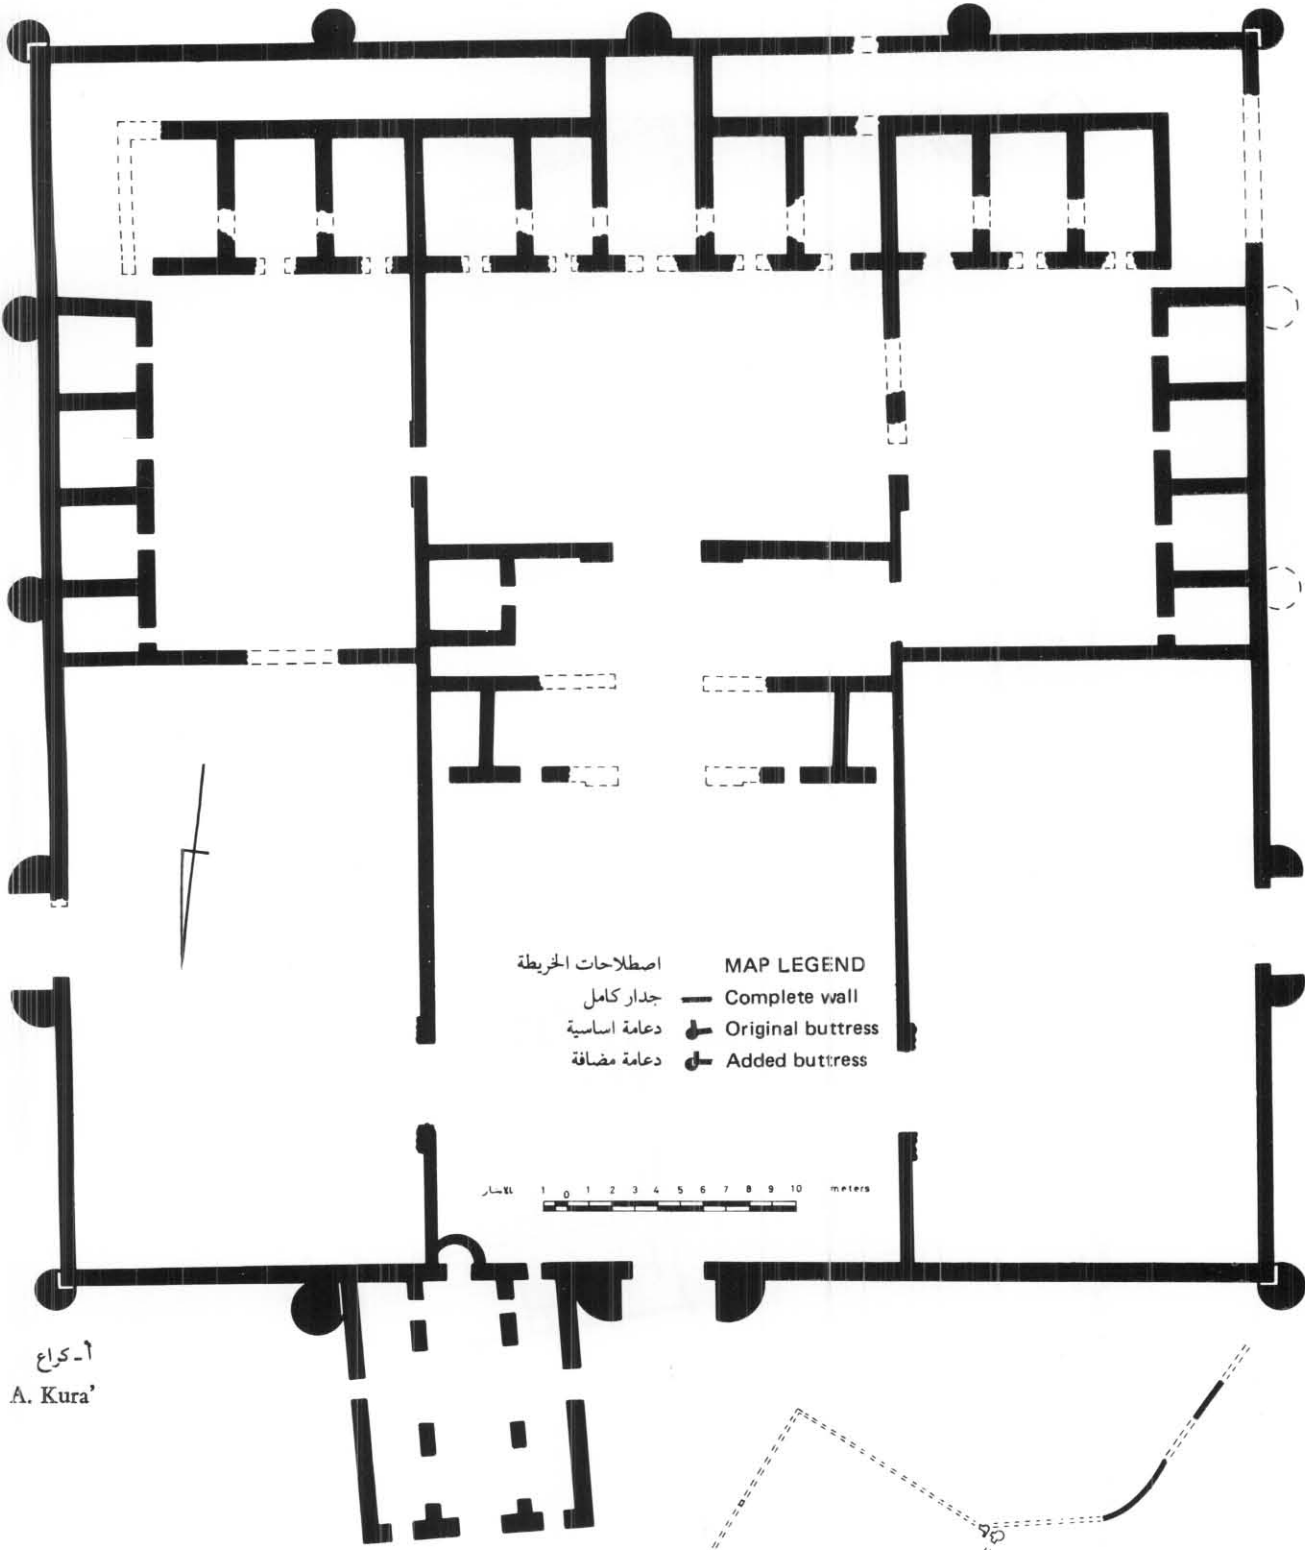 اصطلاحات الخريطة MAP LEGEND
جدار كامل Complete wall
دعامة اساسية Original buttress
دعامة مضافة Added buttress
1 0 1 2 3 4 5 6 7 8 9 10 meters
أ - كراع
A. Kura'